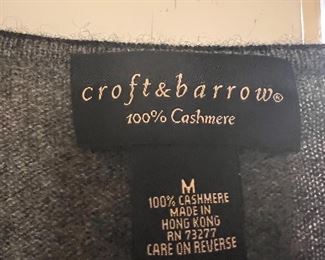 croft&barrow®
100% Cashmere
M
100% CASHMERE
MADE IN
HONG KONG
RN 73277
CARE ON REVERSE